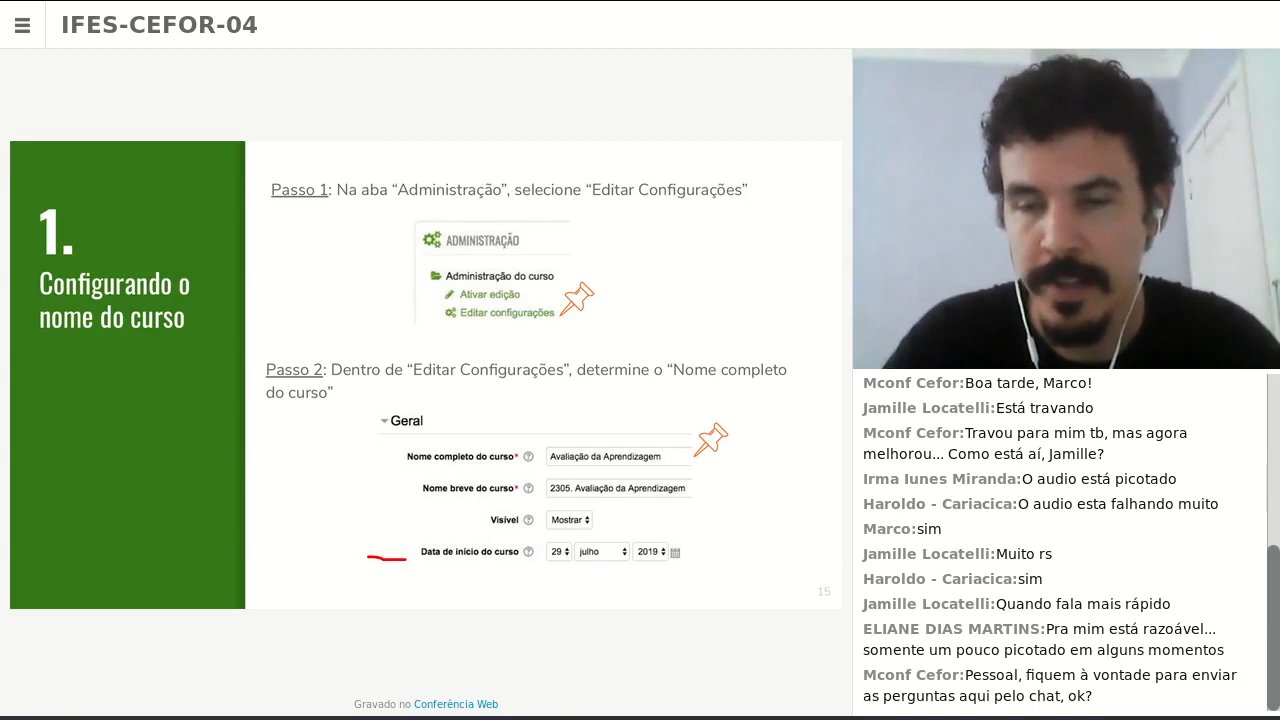 IFES-CEFOR-04
1.
Configurando o
nome do curso
Passo 1: Na aba “Administração”, selecione “Editar Configurações”
ADMINISTRAÇÃO
Administração do curso
Ativar edição
Editar configurações
Passo 2: Dentro de “Editar Configurações”, determine o “Nome completo
do curso”
Geral
Nome completo do curso* Avaliação da Aprendizagem
Nome breve do curso* 2305. Avaliação da Aprendizagem
Visível Mostrar
Data de início do curso 29 julho 2019
15
Gravado no Conferência Web
Mconf Cefor:Boa tarde, Marco!
Jamille Locatelli:Está travando
Mconf Cefor:Travou para mim tb, mas agora
melhorou... Como está aí, Jamille?
Irma Iunes Miranda:O audio está picotado
Haroldo - Cariacica:O audio esta falhando muito
Marco:sim
Jamille Locatelli:Muito rs
Haroldo - Cariacica:sim
Jamille Locatelli:Quando fala mais rápido
ELIANE DIAS MARTINS:Pra mim está razoável...
somente um pouco picotado em alguns momentos
Mconf Cefor:Pessoal, fiquem à vontade para enviar
as perguntas aqui pelo chat, ok?